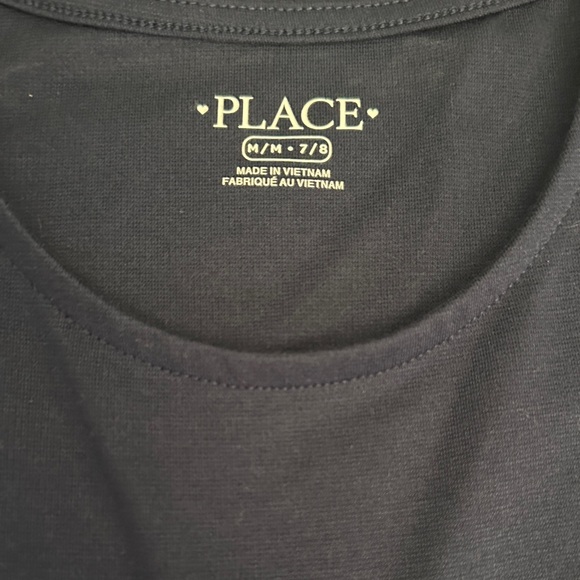 ♥PLACE♥
M/M • 7/8
MADE IN VIETNAM
FABRIQUÉ AU VIETNAM